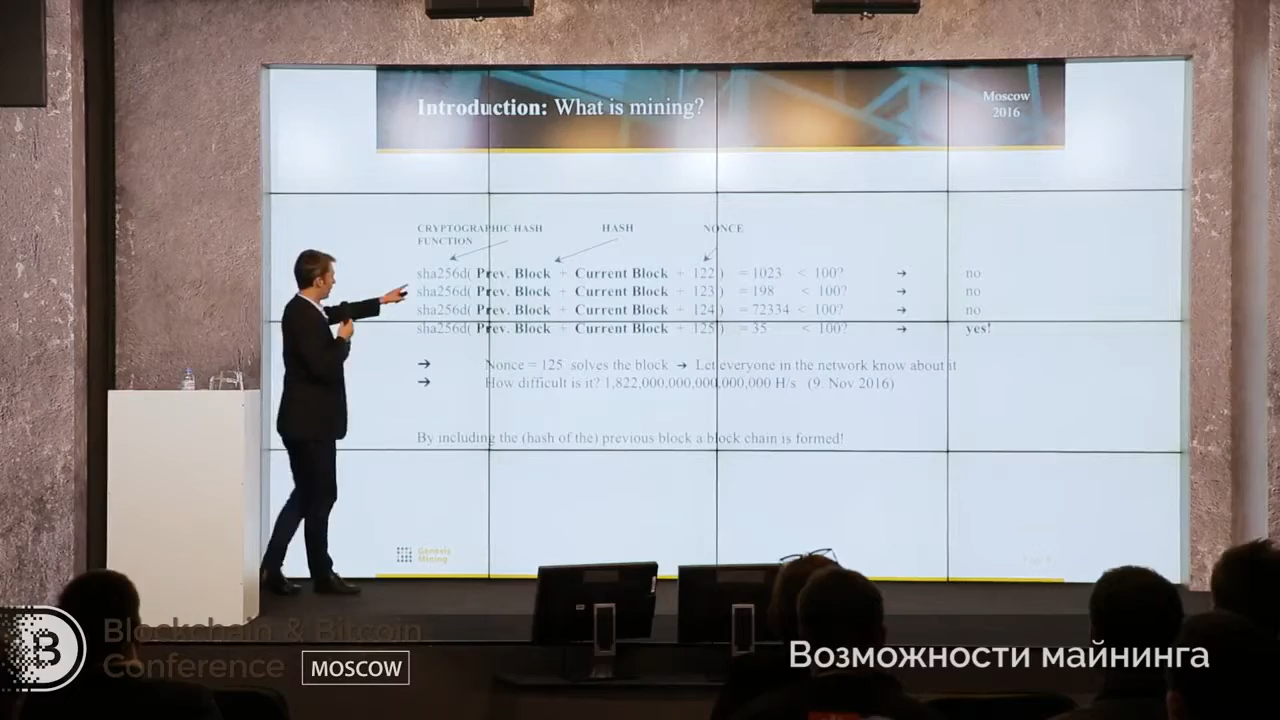 Introduction: What is mining?
Moscow
2016
CRYPTOGRAPHIC HASH
FUNCTION
HASH
NONCE
sha256d( Prev. Block + Current Block + 122 ) = 1023 < 100? → no
sha256d( Prev. Block + Current Block + 123 ) = 198 < 100? → no
sha256d( Prev. Block + Current Block + 124 ) = 72334 < 100? → no
sha256d( Prev. Block + Current Block + 125 ) = 35 < 100? → yes!
→ Nonce = 125 solves the block → Let everyone in the network know about it
→ How difficult is it? 1,822,000,000,000,000,000 H/s (9. Nov 2016)
By including the (hash of the) previous block a block chain is formed!
Genesis
Mining
B
Blockchain & Bitcoin
Conference MOSCOW
Возможности майнинга